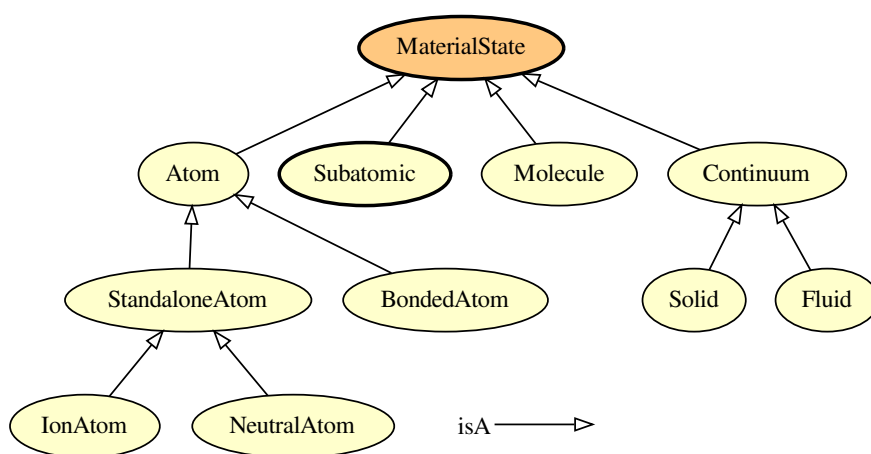 MaterialState
Atom
Subatomic
Molecule
Continuum
StandaloneAtom
BondedAtom
Solid
Fluid
IonAtom
NeutralAtom
isA